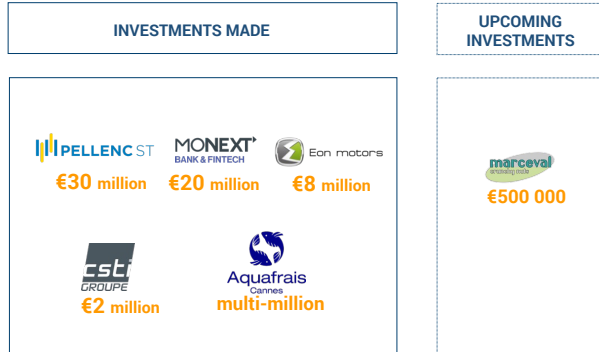 INVESTMENTS MADE
UPCOMING
INVESTMENTS
PELLENC ST
€30 million
MONEXT
BANK & FINTECH
€20 million
Eon motors
€8 million
csti
GROUPE
€2 million
Aquafrais
Cannes
multi-million
marceval
€500 000